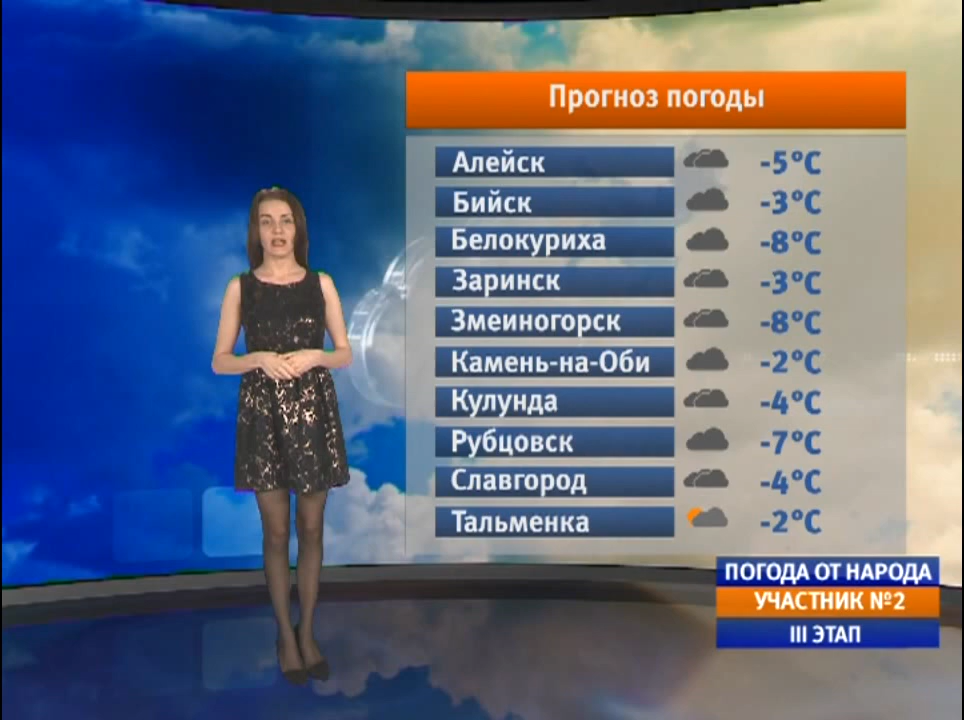 Прогноз погоды
Алейск -5°C
Бийск -3°C
Белокуриха -8°C
Заринск -3°C
Змеиногорск -8°C
Камень-на-Оби -2°C
Кулунда -4°C
Рубцовск -7°C
Славгород -4°C
Тальменка -2°C
ПОГОДА ОТ НАРОДА
УЧАСТНИК №2
III ЭТАП